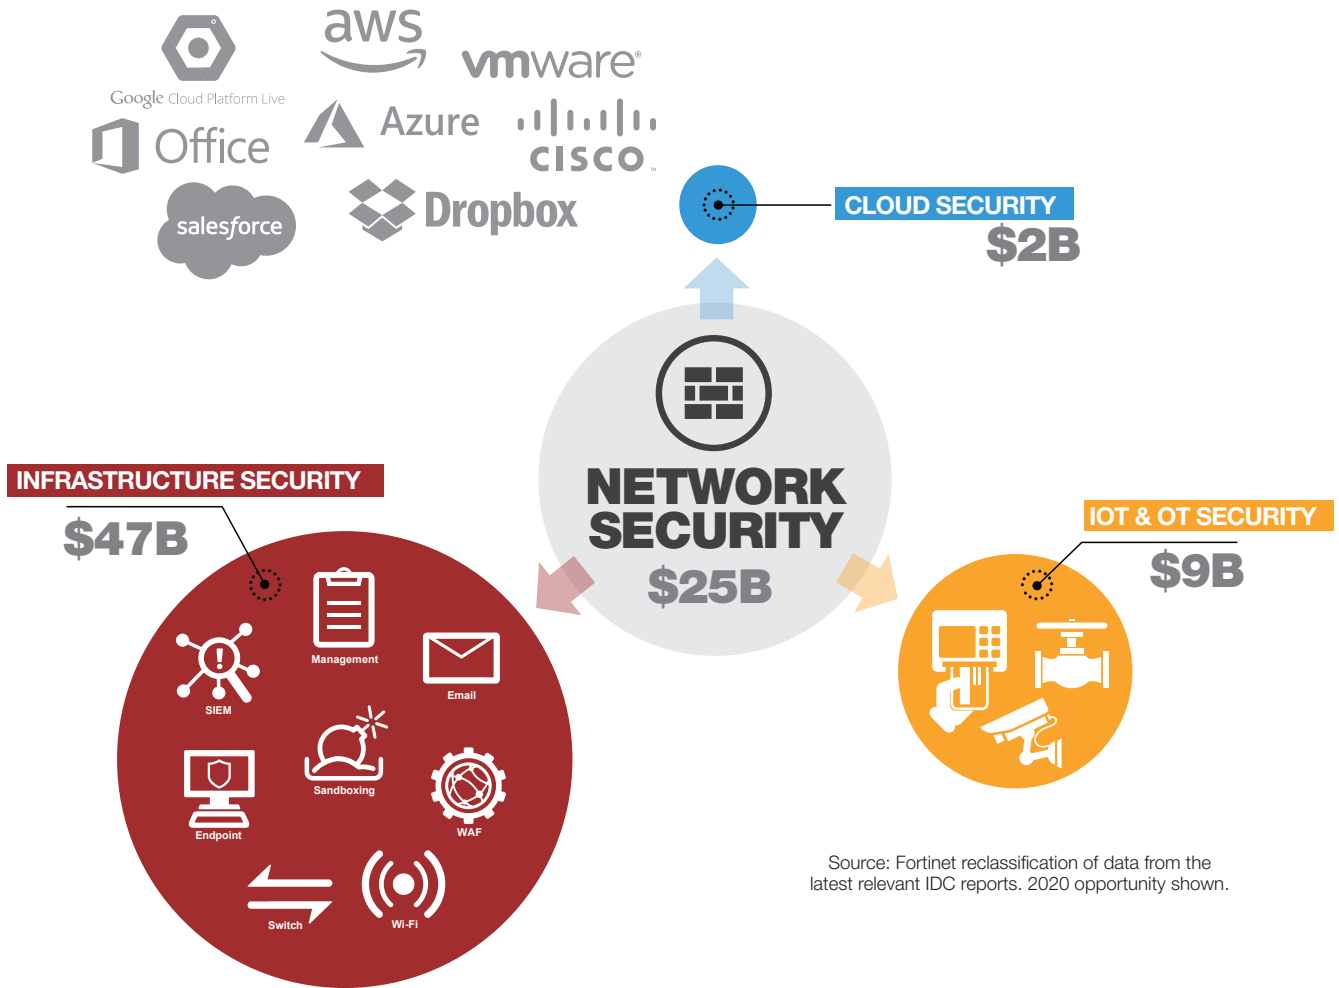 aws
vmware®
Google Cloud Platform Live
Office
Azure
CISCO™
salesforce
Dropbox
CLOUD SECURITY
$2B
NETWORK
SECURITY
$25B
INFRASTRUCTURE SECURITY
$47B
Management
Email
SIEM
Sandboxing
Endpoint
WAF
Switch
Wi-Fi
IOT & OT SECURITY
$9B
Source: Fortinet reclassification of data from the
latest relevant IDC reports. 2020 opportunity shown.